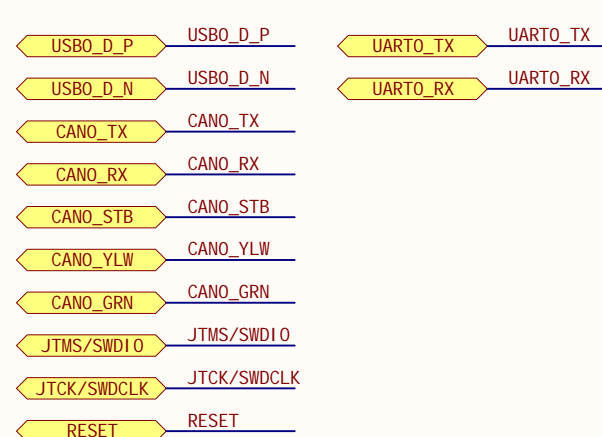 USB0_D_P USB0_D_P UART0_TX UART0_TX
USB0_D_N USB0_D_N UART0_RX UART0_RX
CAN0_TX CAN0_TX
CAN0_RX CAN0_RX
CAN0_STB CAN0_STB
CAN0_YLW CAN0_YLW
CAN0_GRN CAN0_GRN
JTMS/SWDIO JTMS/SWDIO
JTCK/SWDCLK JTCK/SWDCLK
RESET RESET